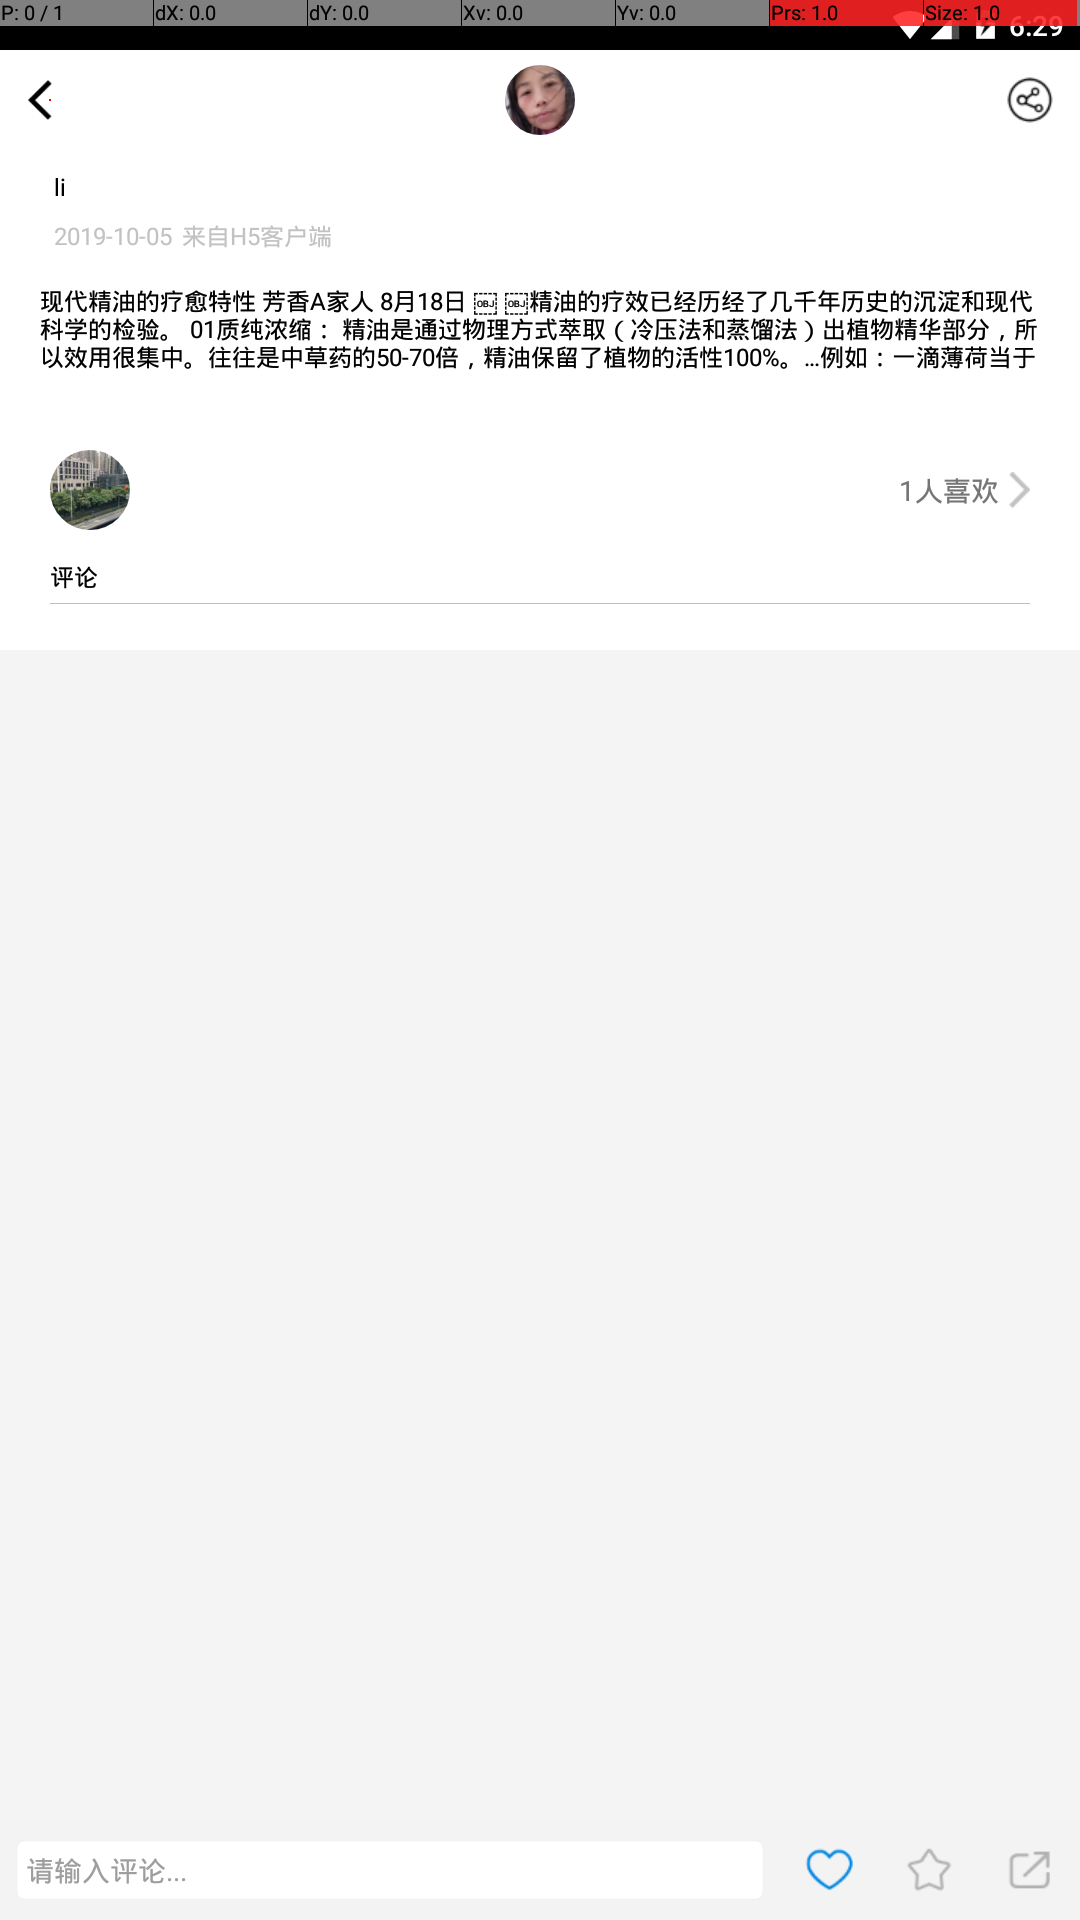 P: 0 / 1 dX: 0.0 dY: 0.0 Xv: 0.0 Yv: 0.0 Prs: 1.0 Size: 1.0
6:29
li
2019-10-05 来自H5客户端
现代精油的疗愈特性 芳香A家人 8月18日 ￼ ￼精油的疗效已经历经了几千年历史的沉淀和现代
科学的检验。 01质纯浓缩： 精油是通过物理方式萃取（冷压法和蒸馏法）出植物精华部分，所
以效用很集中。往往是中草药的50-70倍，精油保留了植物的活性100%。...例如：一滴薄荷当于
1人喜欢
评论
请输入评论...